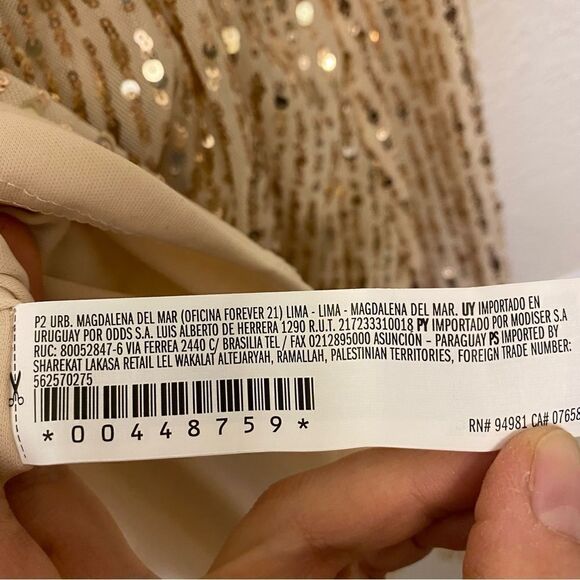 P2 URB. MAGDALENA DEL MAR (OFICINA FOREVER 21) LIMA - LIMA - MAGDALENA DEL MAR. UY IMPORTADO EN
URUGUAY POR ODDS S.A. LUIS ALBERTO DE HERRERA 1290 R.U.T. 217233310018 PY IMPORTADO POR MODISER S.A
RUC: 80052847-6 VIA FERREA 2440 C/ BRASILIA TEL / FAX 0212895000 ASUNCIÓN - PARAGUAY PS IMPORTED BY
SHAREKAT LAKASA RETAIL LEL WAKALAT ALTEJARYAH, RAMALLAH, PALESTINIAN TERRITORIES, FOREIGN TRADE NUMBER:
562570275
*00448759*
RN# 94981 CA# 07658